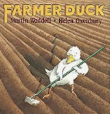 FARMER DUCK
Martin Waddell · Helen Oxenbury